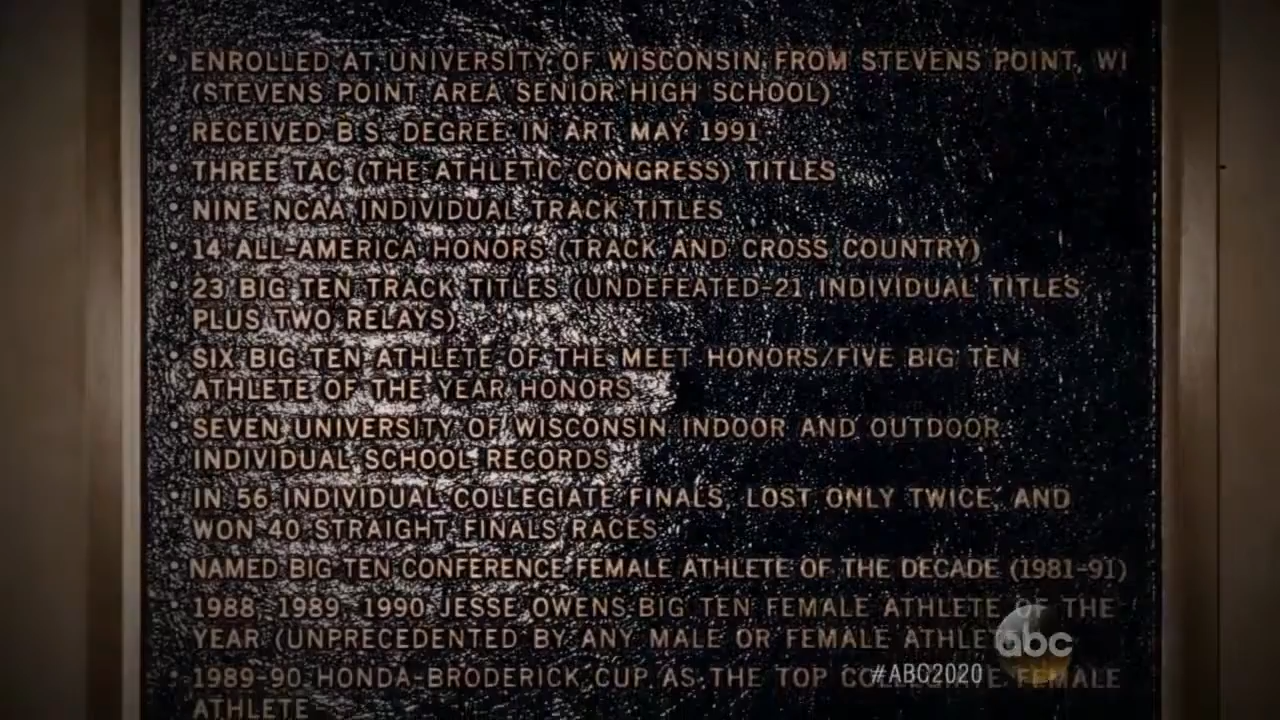 • ENROLLED AT UNIVERSITY OF WISCONSIN FROM STEVENS POINT, WI
(STEVENS POINT AREA SENIOR HIGH SCHOOL)
• RECEIVED B.S. DEGREE IN ART MAY 1991
• THREE TAC (THE ATHLETIC CONGRESS) TITLES
• NINE NCAA INDIVIDUAL TRACK TITLES
• 14 ALL-AMERICA HONORS (TRACK AND CROSS COUNTRY)
• 23 BIG TEN TRACK TITLES (UNDEFEATED-21 INDIVIDUAL TITLES
PLUS TWO RELAYS)
• SIX BIG TEN ATHLETE OF THE MEET HONORS/FIVE BIG TEN
ATHLETE OF THE YEAR HONORS
• SEVEN UNIVERSITY OF WISCONSIN INDOOR AND OUTDOOR
INDIVIDUAL SCHOOL RECORDS
• IN 56 INDIVIDUAL COLLEGIATE FINALS, LOST ONLY TWICE, AND
WON 40 STRAIGHT FINALS RACES
• NAMED BIG TEN CONFERENCE FEMALE ATHLETE OF THE DECADE (1981-91)
• 1988, 1989, 1990 JESSE OWENS-BIG TEN FEMALE ATHLETE OF THE
YEAR (UNPRECEDENTED BY ANY MALE OR FEMALE ATHLET
abc
#ABC2020
• 1989-90 HONDA-BRODERICK CUP AS THE TOP COLLEGIATE FEMALE
ATHLETE